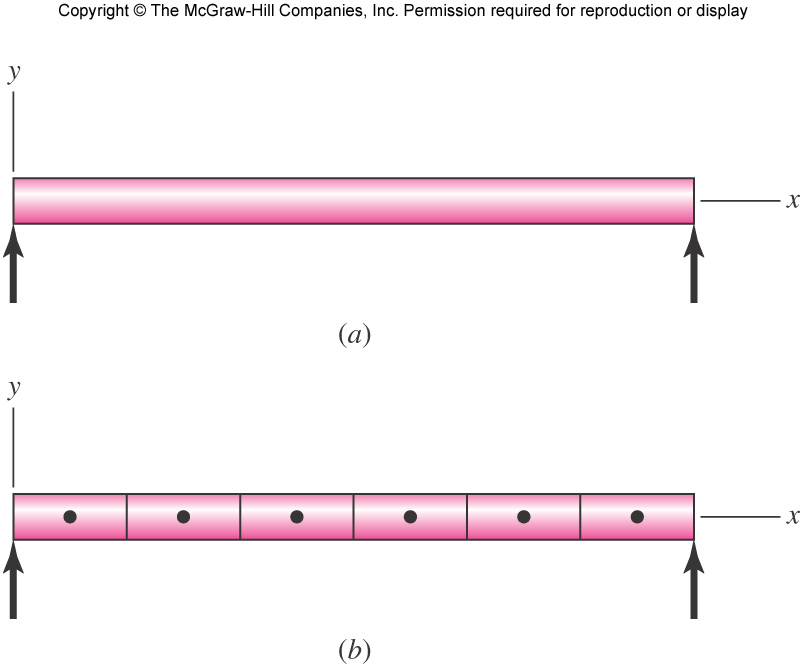 Copyright © The McGraw-Hill Companies, Inc. Permission required for reproduction or display
y
x
(a)
y
x
(b)